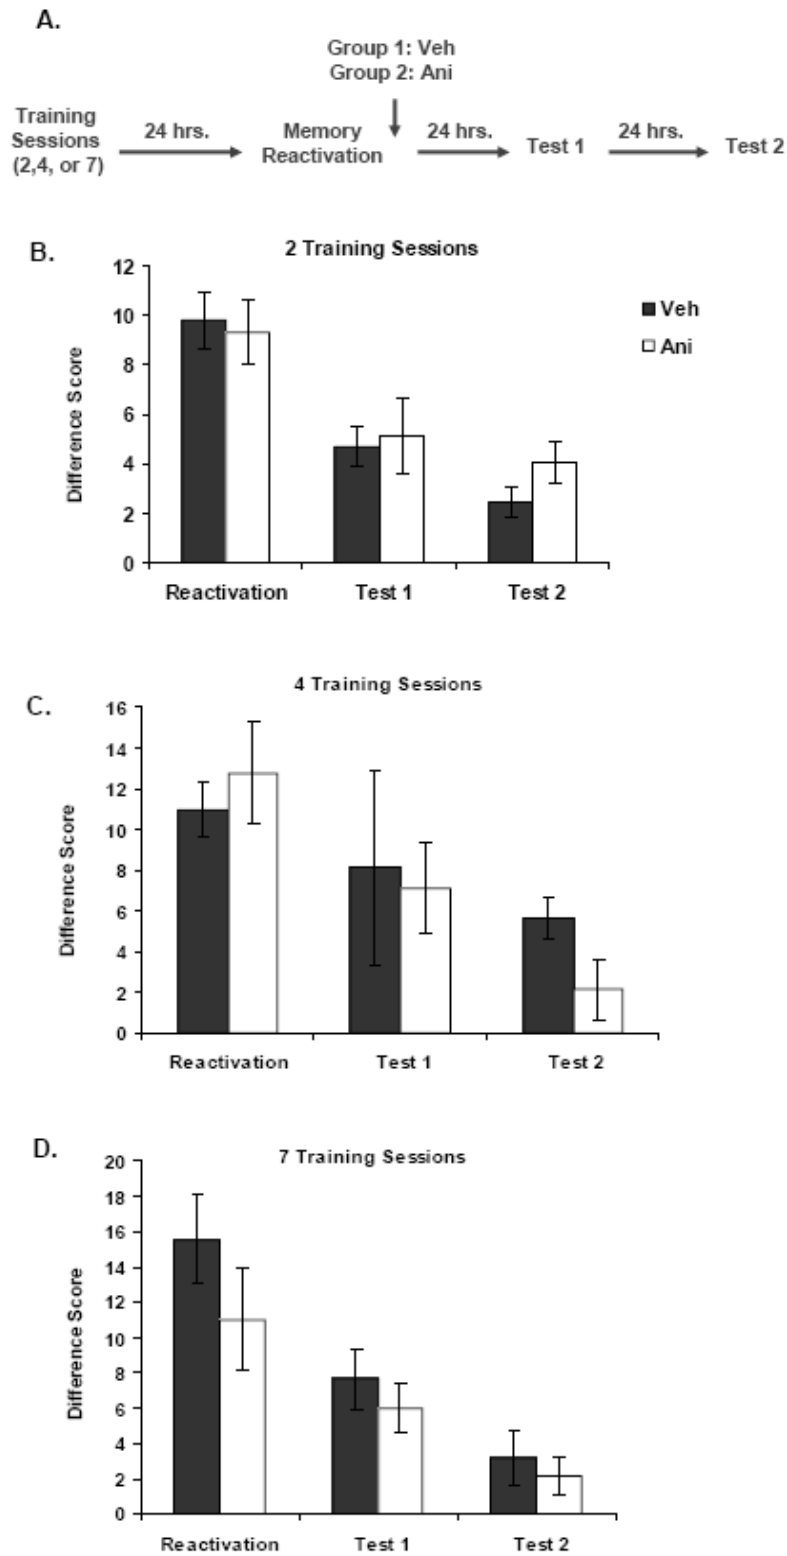 A.
Group 1: Veh
Group 2: Ani
Training
Sessions
(2,4, or 7)
24 hrs.
Memory
Reactivation
24 hrs.
Test 1
24 hrs.
Test 2
B.
2 Training Sessions
Difference Score
12
10
8
6
4
2
0
Reactivation
Test 1
Test 2
Veh
Ani
C.
4 Training Sessions
Difference Score
16
14
12
10
8
6
4
2
0
Reactivation
Test 1
Test 2
D.
7 Training Sessions
Difference Score
20
18
16
14
12
10
8
6
4
2
0
Reactivation
Test 1
Test 2